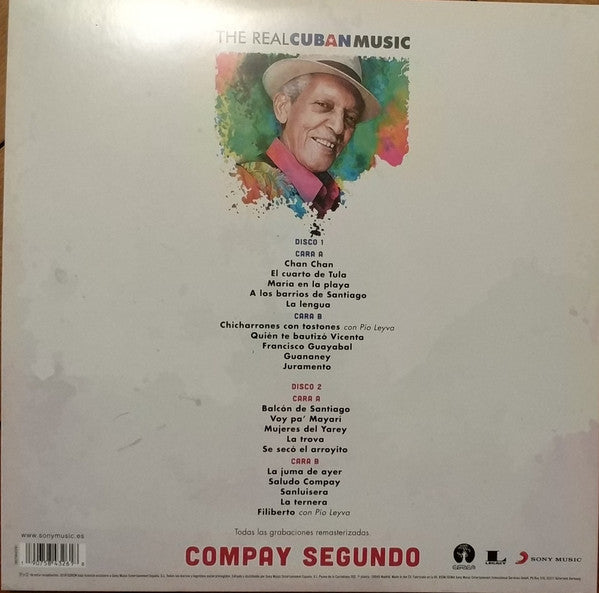 THE REALCUBANMUSIC
DISCO 1
CARA A
Chan Chan
El cuarto de Tula
María en la playa
A los barrios de Santiago
La lengua
CARA B
Chicharrones con tostones con Pío Leyva
Quién te bautizó Vicenta
Francisco Guayabal
Guananey
Juramento
DISCO 2
CARA A
Balcón de Santiago
Voy pa' Mayarí
Mujeres del Yarey
La trova
Se secó el arroyito
CARA B
La juma de ayer
Saludo Compay
Sanluisera
La ternera
Filiberto con Pío Leyva
Todas las grabaciones remasterizadas
www.sonymusic.es
COMPAY SEGUNDO
LEGACY
SONY MUSIC